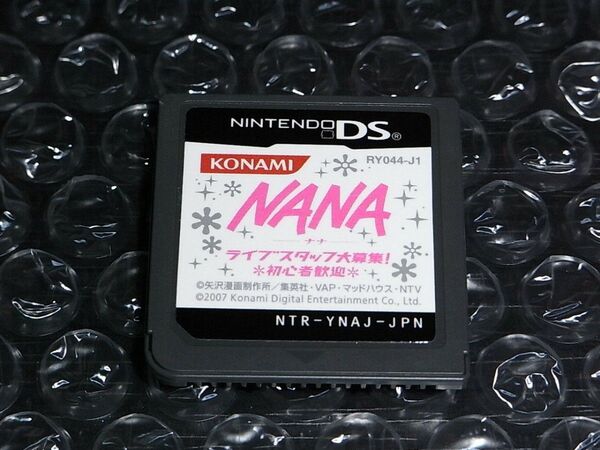 NINTENDO DS®
KONAMI RY044-J1
NANA
ナナ
ライブスタッフ大募集!
*初心者歓迎*
©矢沢漫画制作所/集英社・VAP・マッドハウス・NTV
©2007 Konami Digital Entertainment Co., Ltd.
NTR-YNAJ-JPN